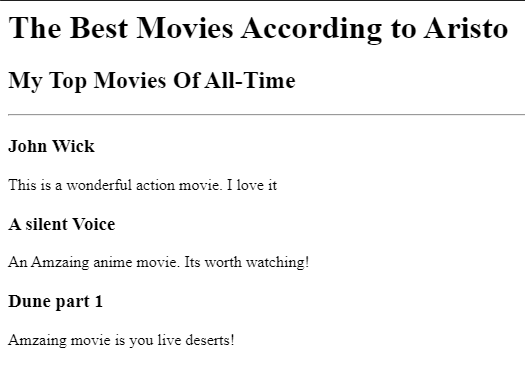 The Best Movies According to Aristo
My Top Movies Of All-Time
John Wick
This is a wonderful action movie. I love it
A silent Voice
An Amzaing anime movie. Its worth watching!
Dune part 1
Amzaing movie is you live deserts!